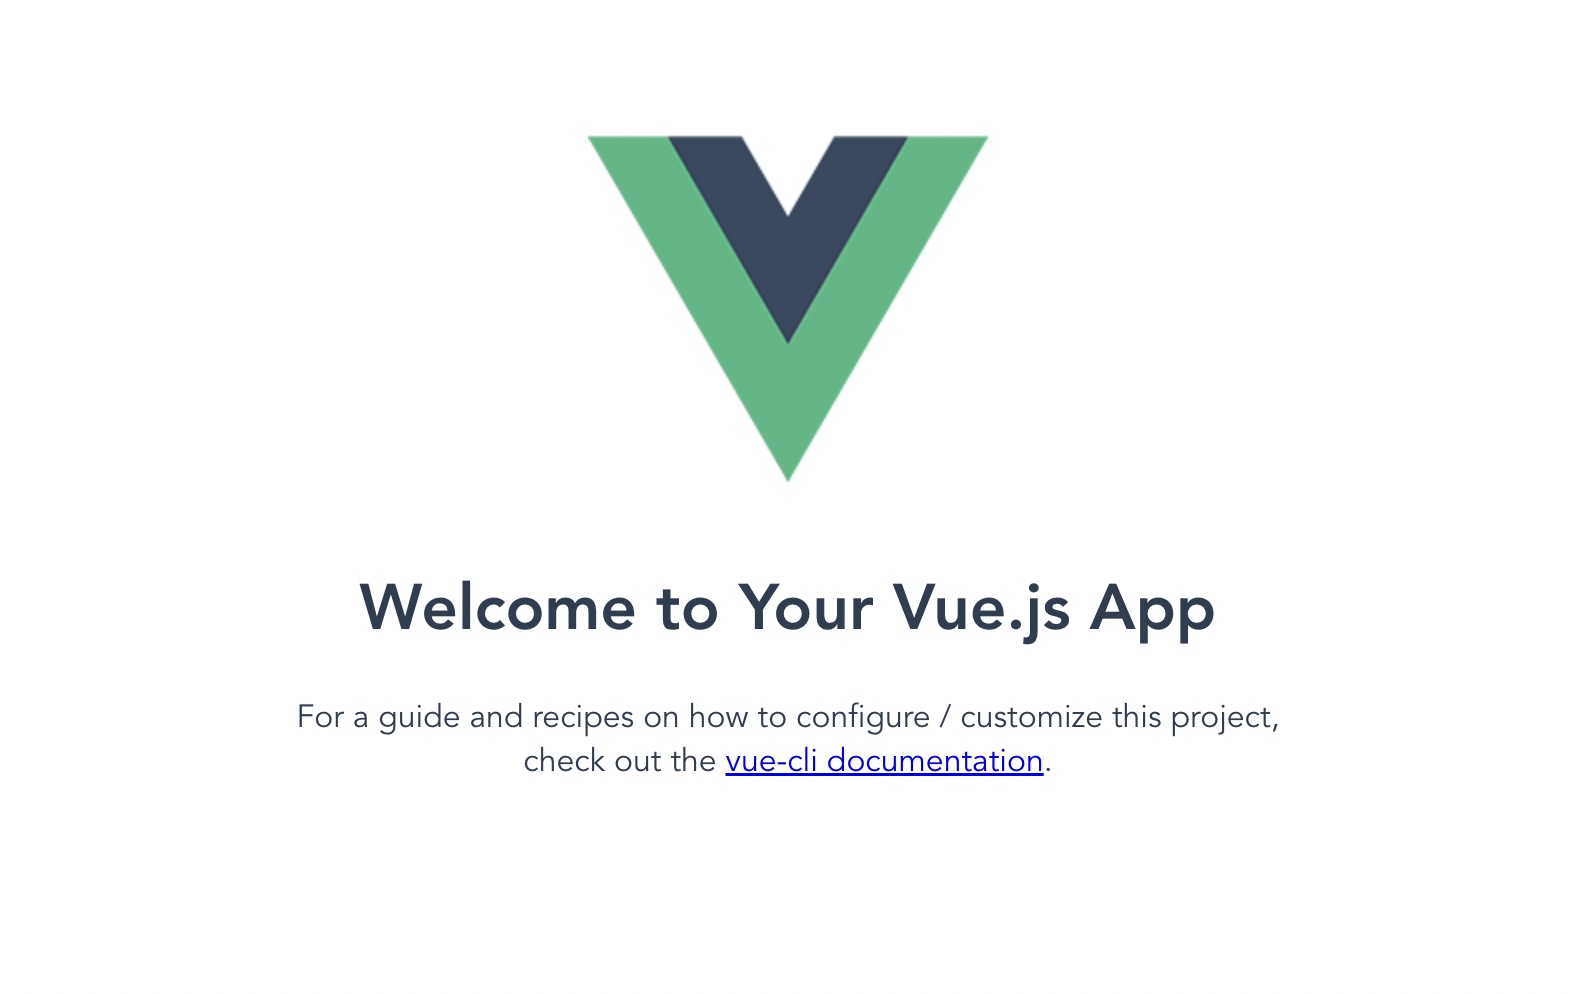 Welcome to Your Vue.js App
For a guide and recipes on how to configure / customize this project,
check out the vue-cli documentation.